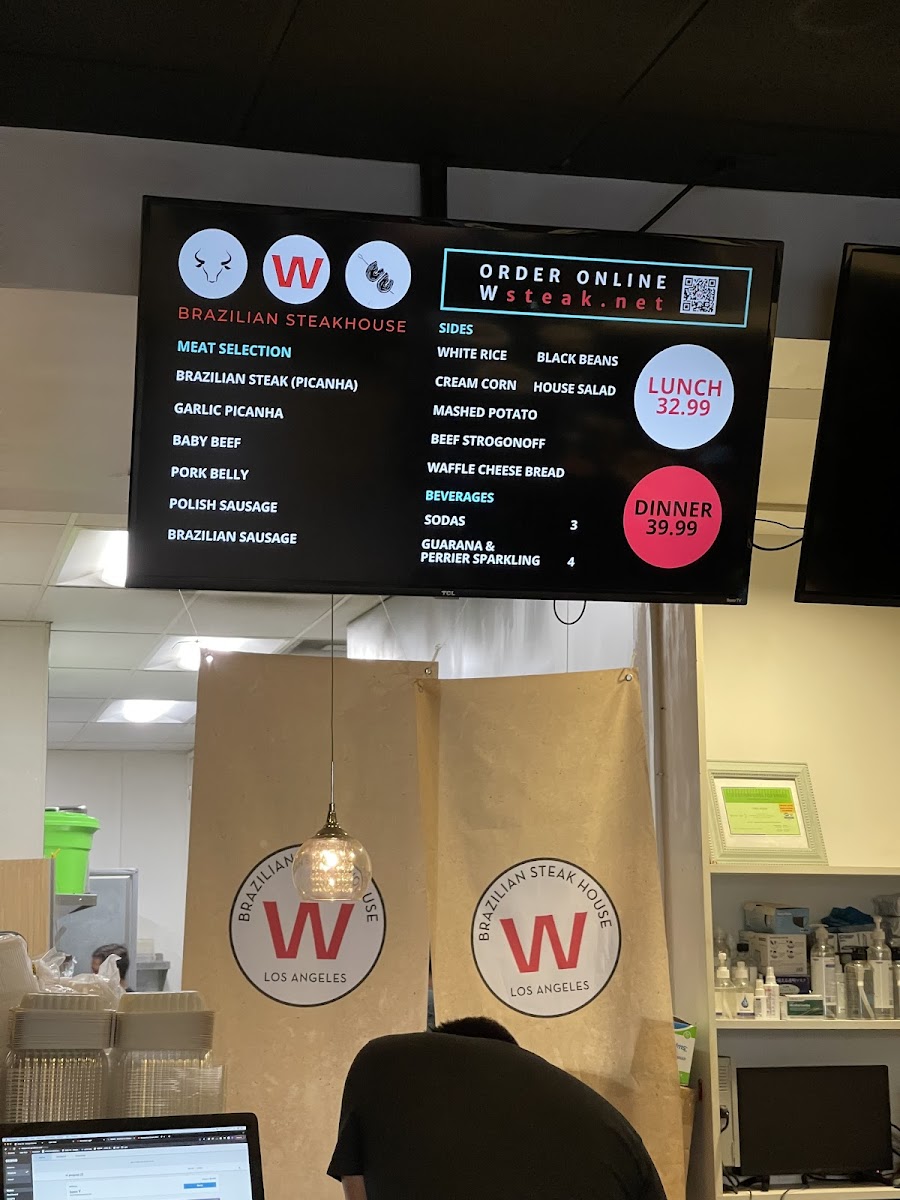 W
BRAZILIAN STEAKHOUSE
MEAT SELECTION
BRAZILIAN STEAK (PICANHA)
GARLIC PICANHA
BABY BEEF
PORK BELLY
POLISH SAUSAGE
BRAZILIAN SAUSAGE
ORDER ONLINE
Wsteak.net
SIDES
WHITE RICE BLACK BEANS
CREAM CORN HOUSE SALAD
MASHED POTATO
BEEF STROGONOFF
WAFFLE CHEESE BREAD
BEVERAGES
SODAS 3
GUARANA &
PERRIER SPARKLING 4
LUNCH
32.99
DINNER
39.99
TCL
Roku TV
BRAZILIAN HOUSE
W
LOS ANGELES
BRAZILIAN STEAK HOUSE
W
LOS ANGELES